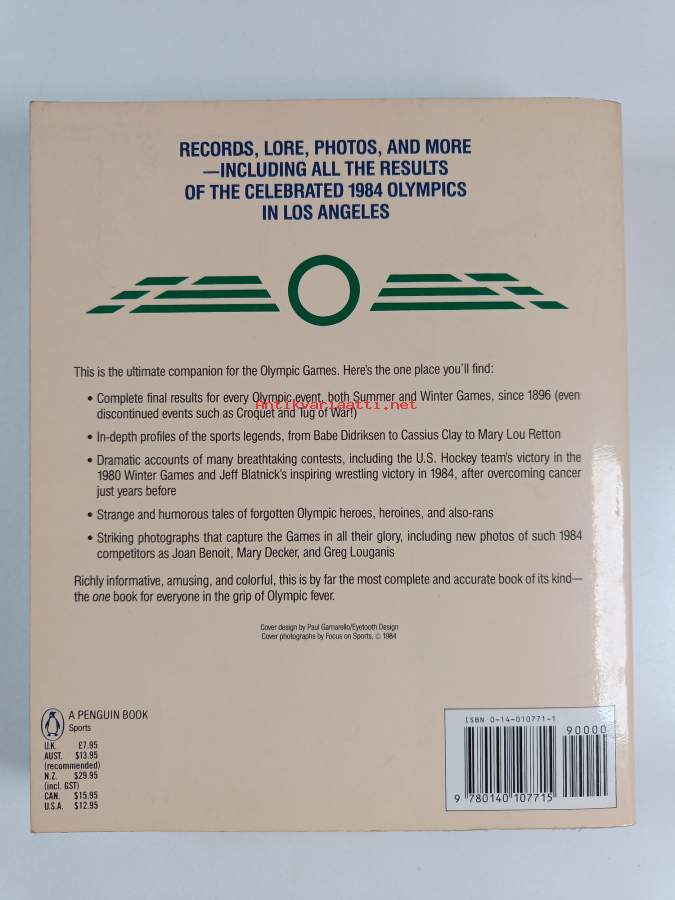 RECORDS, LORE, PHOTOS, AND MORE
—INCLUDING ALL THE RESULTS
OF THE CELEBRATED 1984 OLYMPICS
IN LOS ANGELES
This is the ultimate companion for the Olympic Games. Here's the one place you'll find:
• Complete final results for every Olympic event, both Summer and Winter Games, since 1896 (even
Antikvariaatti.net
discontinued events such as Croquet and Tug of War!)
• In-depth profiles of the sports legends, from Babe Didriksen to Cassius Clay to Mary Lou Retton
• Dramatic accounts of many breathtaking contests, including the U.S. Hockey team's victory in the
1980 Winter Games and Jeff Blatnick's inspiring wrestling victory in 1984, after overcoming cancer
just years before
• Strange and humorous tales of forgotten Olympic heroes, heroines, and also-rans
• Striking photographs that capture the Games in all their glory, including new photos of such 1984
competitors as Joan Benoit, Mary Decker, and Greg Louganis
Richly informative, amusing, and colorful, this is by far the most complete and accurate book of its kind—
the one book for everyone in the grip of Olympic fever.
Cover design by Paul Gamarello/Eyetooth Design
Cover photographs by Focus on Sports, © 1984
A PENGUIN BOOK
Sports
U.K. £7.95
AUST. $13.95
(recommended)
N.Z. $29.95
(incl. GST)
CAN. $15.95
U.S.A. $12.95
ISBN 0-14-010771-1
90000
9 780140 107715